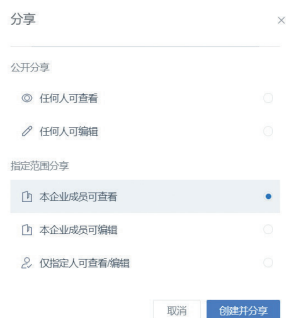 分享
公开分享
任何人可查看
任何人可编辑
指定范围分享
本企业成员可查看
本企业成员可编辑
仅指定人可查看/编辑
取消 创建并分享